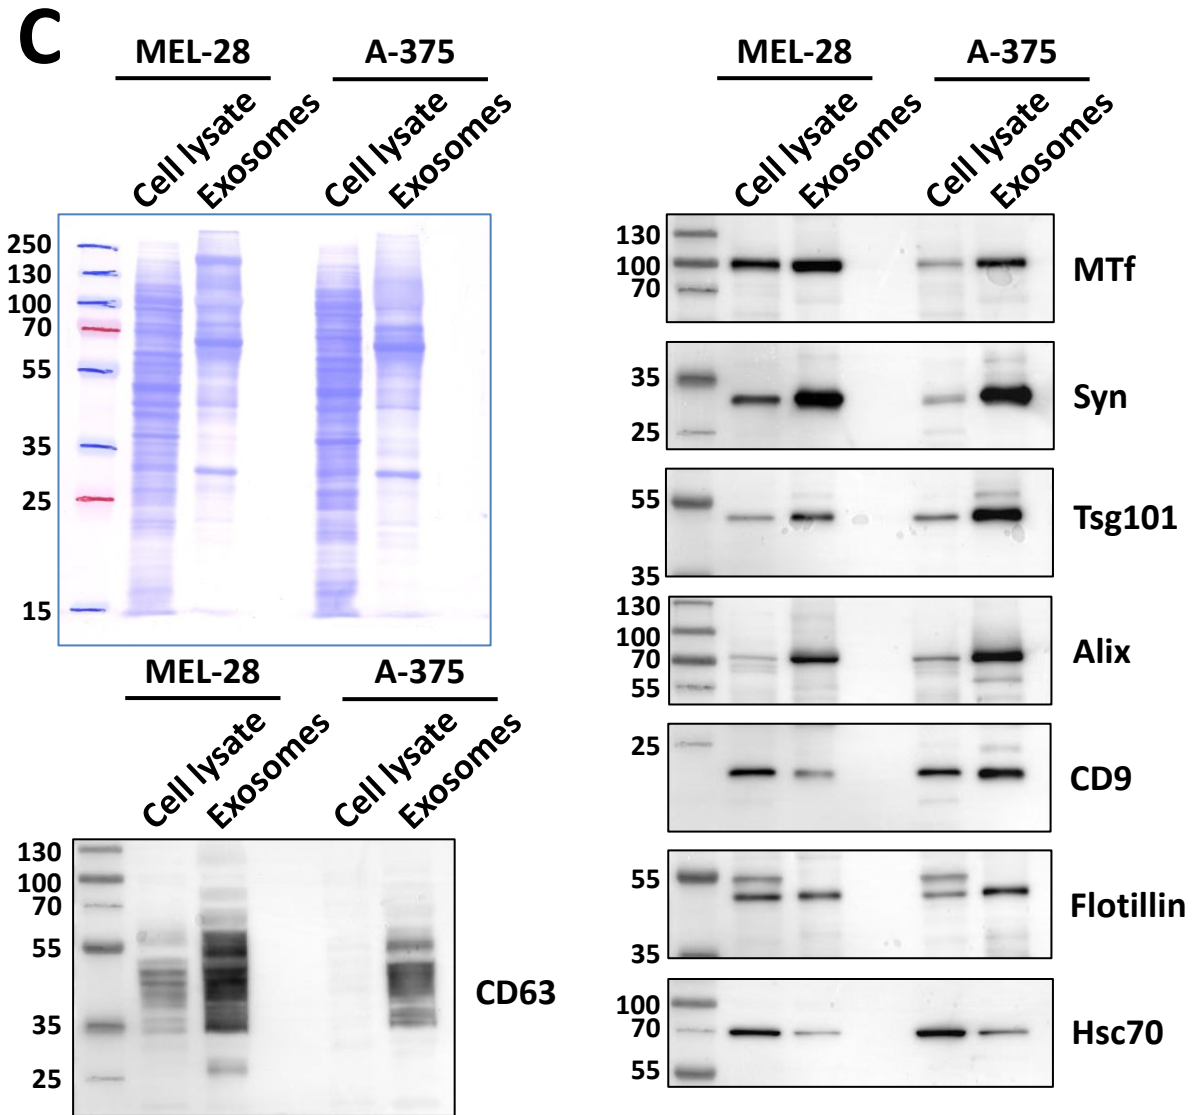 C
MEL-28 A-375
Cell lysate Exosomes Cell lysate Exosomes
250
130
100
70
55
35
25
15
MEL-28 A-375
Cell lysate Exosomes Cell lysate Exosomes
130
100
70
55
35
25
CD63
MEL-28 A-375
Cell lysate Exosomes Cell lysate Exosomes
130
100 MTf
70
35
Syn
25
55
Tsg101
35
130
100
Alix
70
55
25
CD9
55
Flotillin
35
100
70 Hsc70
55